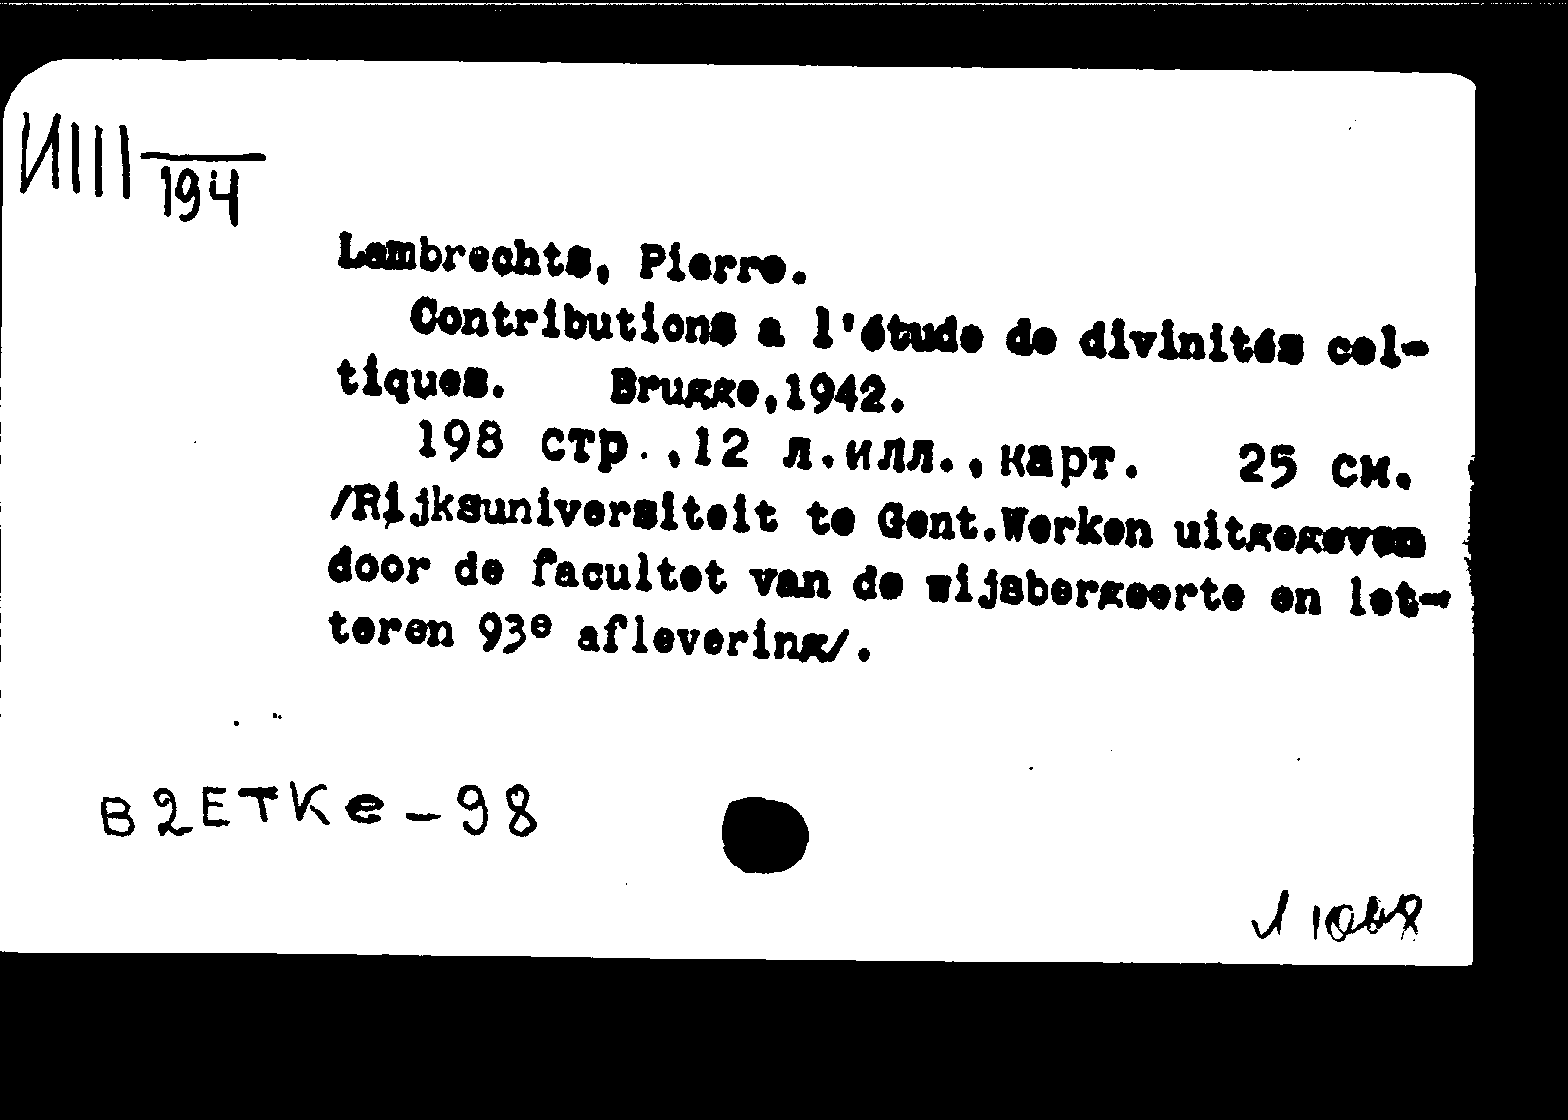 ИIII 194
Lambrechts, Pierre.
Contributions a l'étude de divinités cel-
tiques. Brugge,1942.
198 стр.,12 л.илл.,карт. 25 см.
/Rijksuniversiteit te Gent.Werken uitgegeven
door de facultet van de wijsbergeerte en let-
teren 93e aflevering/.
B2ETKe-98